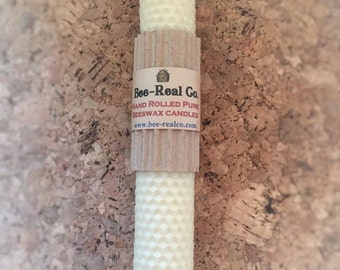 Bee-Real Co.
Hand Rolled Pure
Beeswax candles
www.bee-realco.com